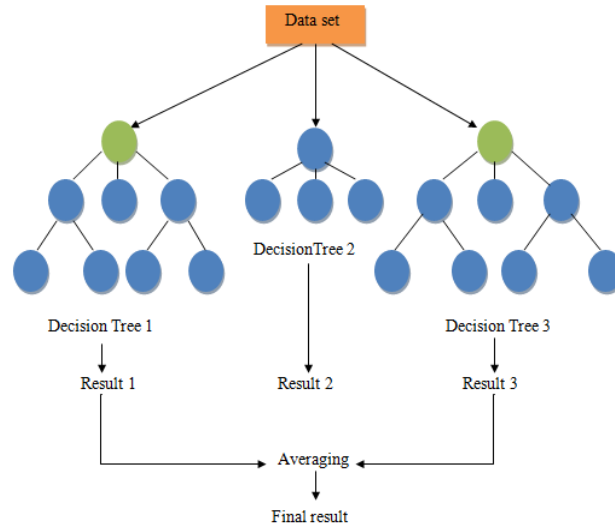 Data set
DecisionTree 2
Decision Tree 1
Decision Tree 3
Result 1
Result 2
Result 3
Averaging
Final result